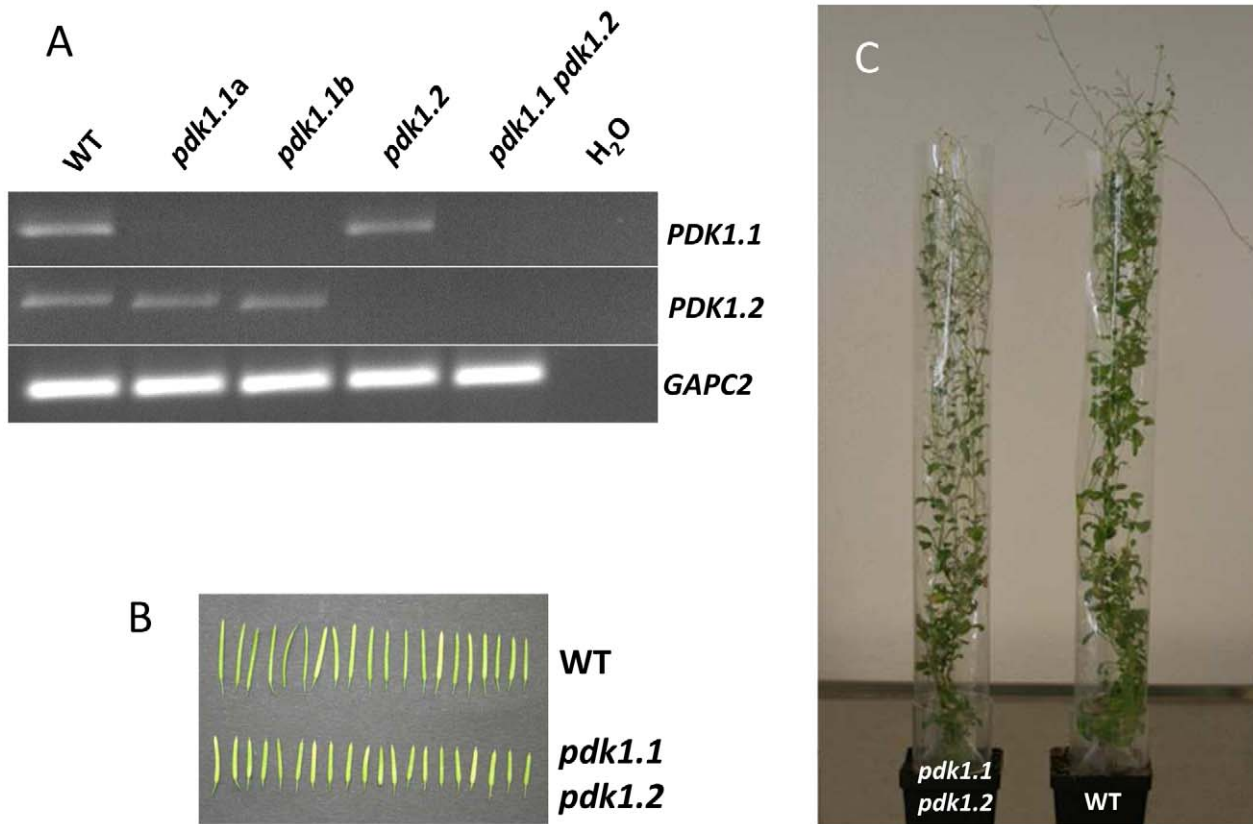 A
WT
pdk1.1a
pdk1.1b
pdk1.2
pdk1.1 pdk1.2
H₂O
PDK1.1
PDK1.2
GAPC2
B
WT
pdk1.1
pdk1.2
C
pdk1.1
pdk1.2
WT